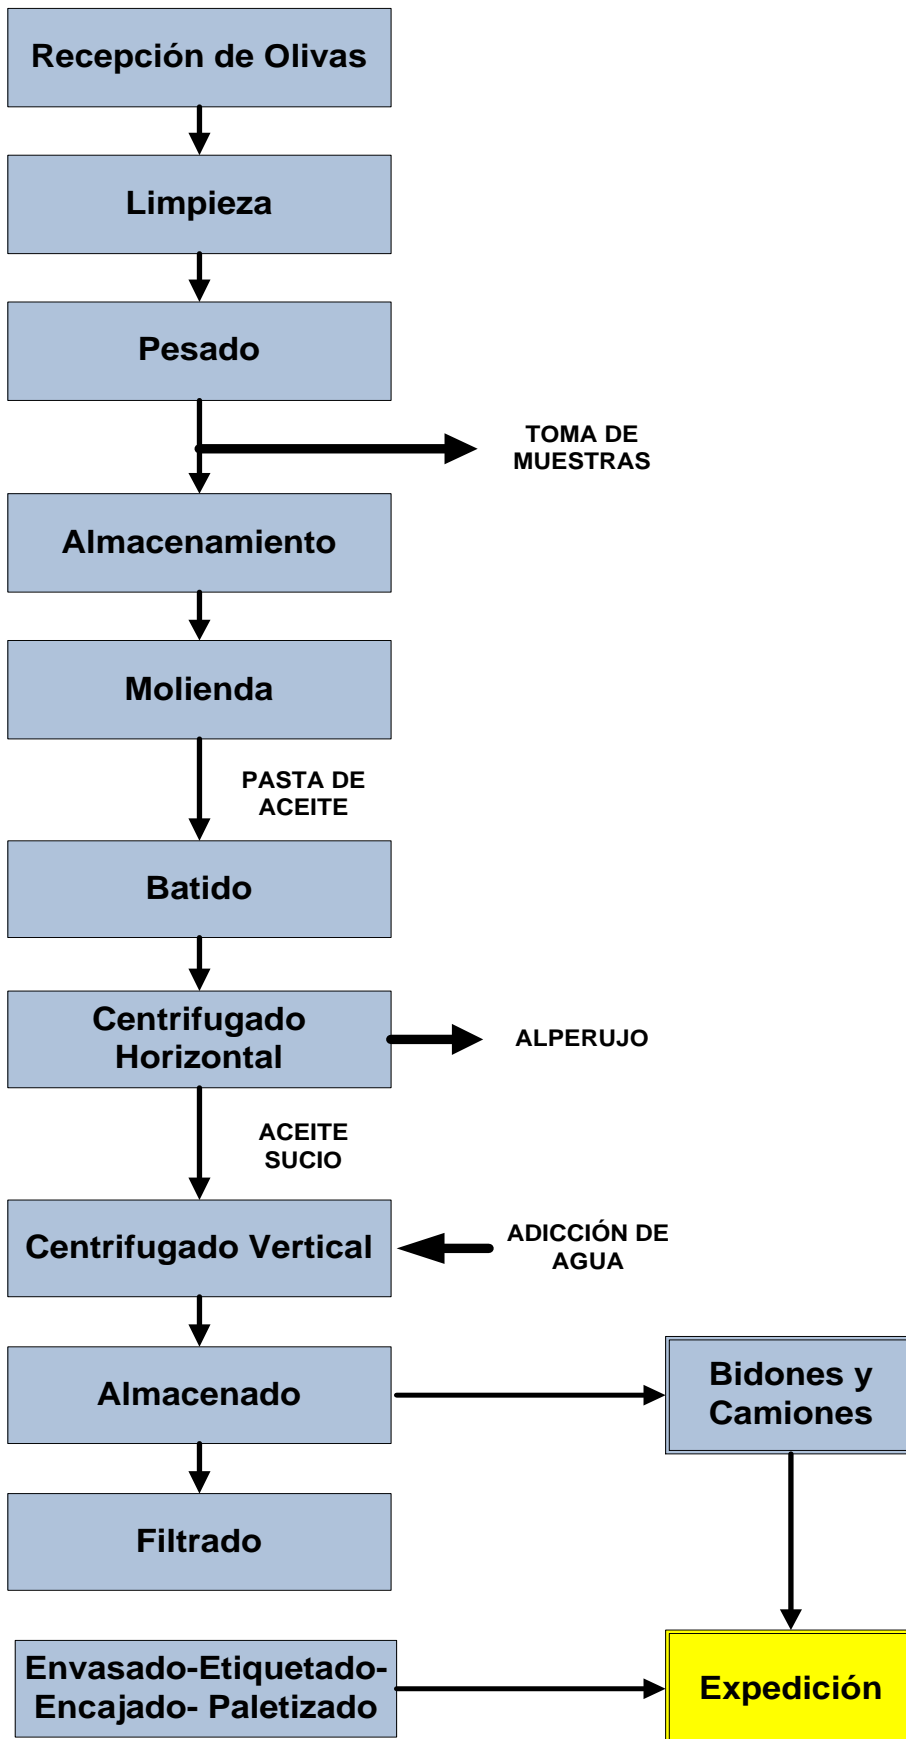 Recepción de Olivas
Limpieza
Pesado
TOMA DE
MUESTRAS
Almacenamiento
Molienda
PASTA DE
ACEITE
Batido
Centrifugado
Horizontal
ALPERUJO
ACEITE
SUCIO
Centrifugado Vertical
ADICCIÓN DE
AGUA
Almacenado
Bidones y
Camiones
Filtrado
Envasado-Etiquetado-
Encajado- Paletizado
Expedición